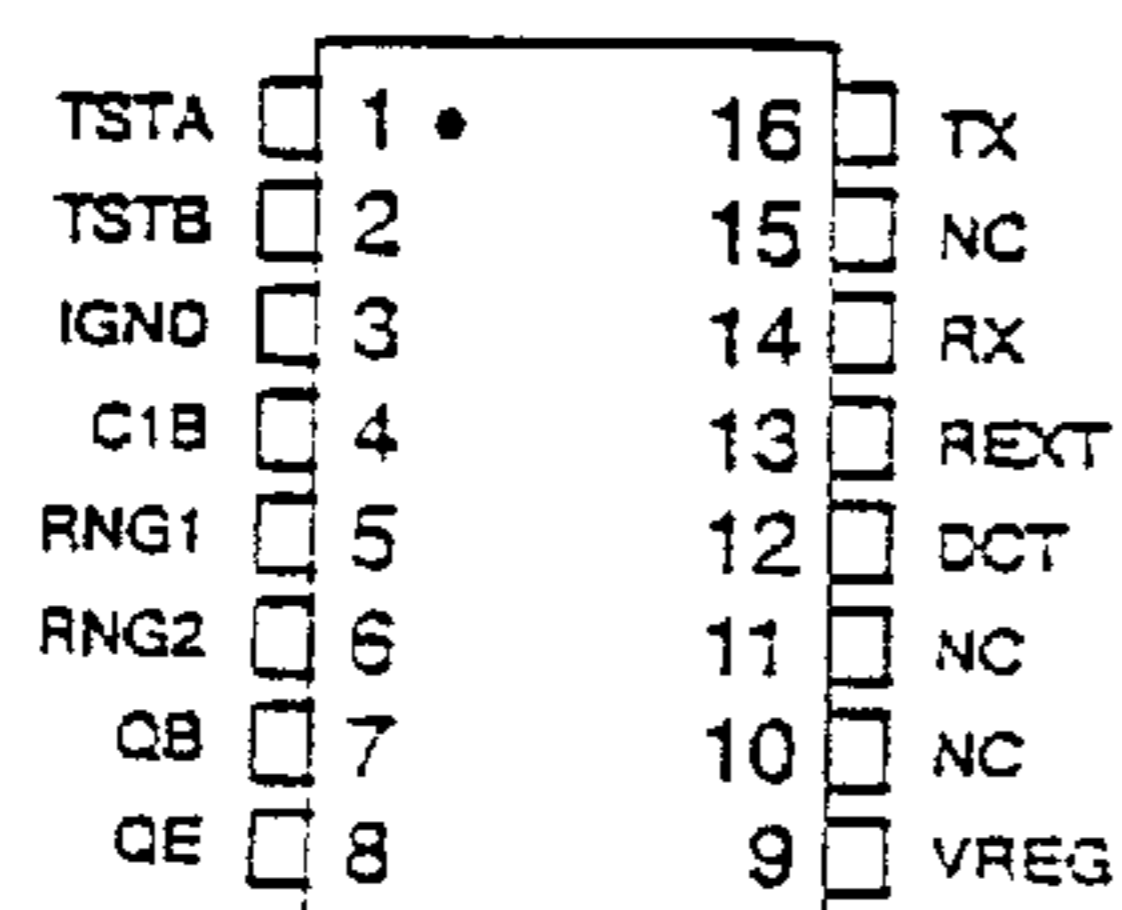 TSTA 1 16 TX
TSTB 2 15 NC
IGND 3 14 RX
C1B 4 13 REXT
RNG1 5 12 DCT
RNG2 6 11 NC
QB 7 10 NC
QE 8 9 VREG